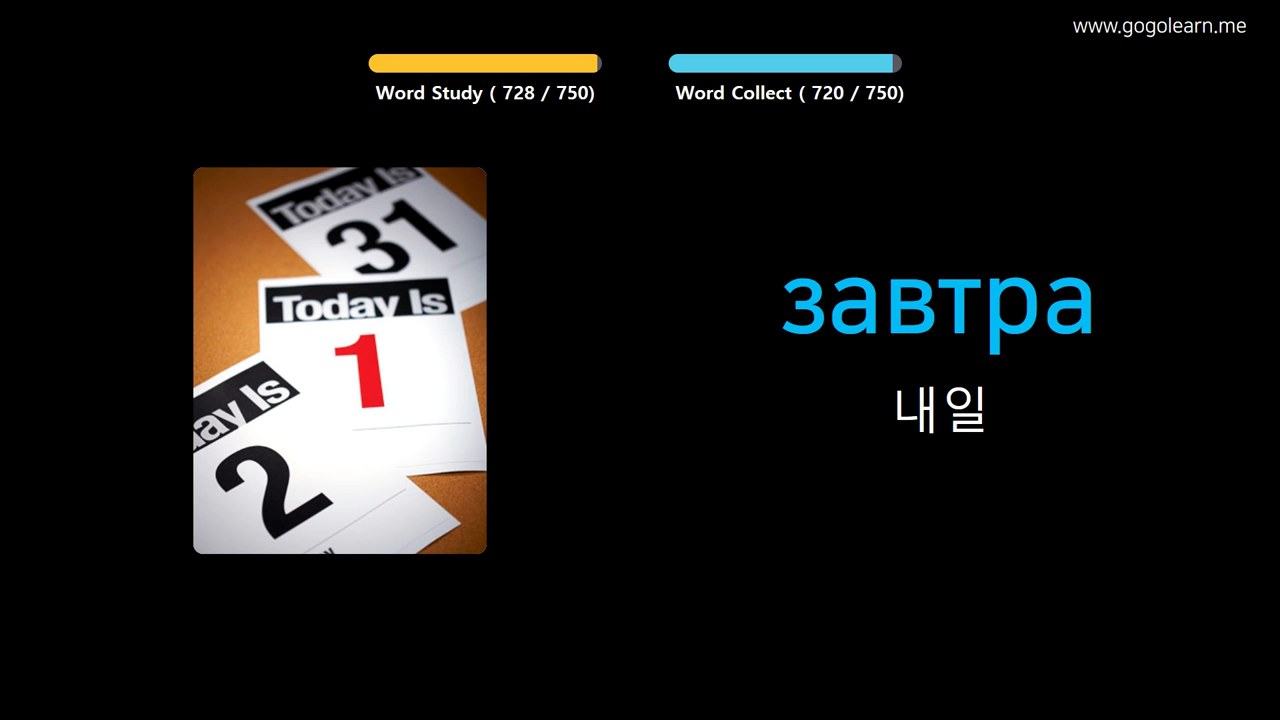 www.gogolearn.me
Word Study ( 728 / 750)
Word Collect ( 720 / 750)
Today Is
31
Today Is
1
day Is
2
завтра
내일